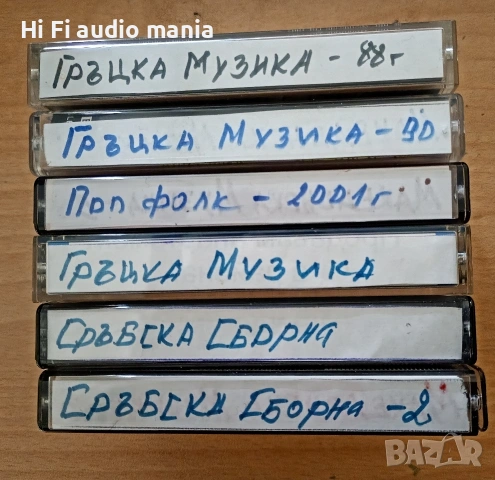 Hi Fi audio mania
Гръцка Музика - 88г
Гръцка Музика - 90
Поп фолк - 2001г
Гръцка Музика
Сръбска Сборна
Сръбска Сборна - 2
BAZAR